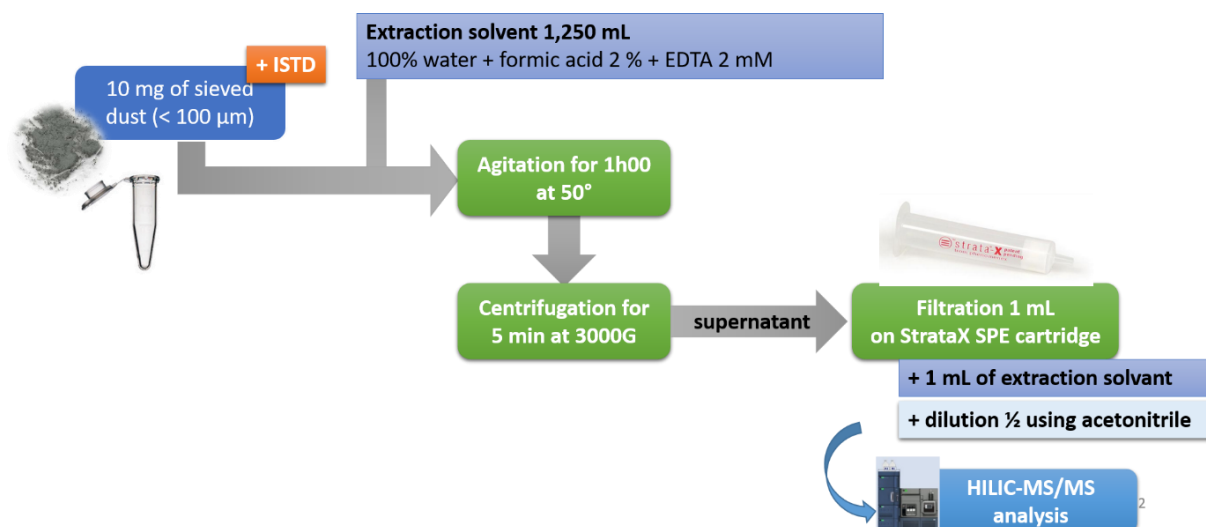 Extraction solvent 1,250 mL
100% water + formic acid 2 % + EDTA 2 mM
+ ISTD
10 mg of sieved
dust (< 100 µm)
Agitation for 1h00
at 50°
strata-X
Centrifugation for
5 min at 3000G
supernatant
Filtration 1 mL
on StrataX SPE cartridge
+ 1 mL of extraction solvant
+ dilution ½ using acetonitrile
HILIC-MS/MS
analysis
2